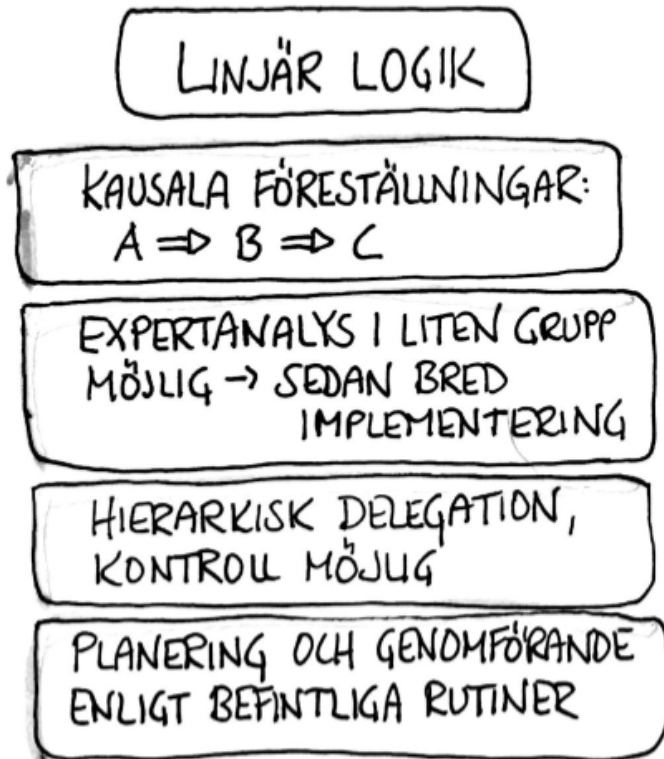 LINJÄR LOGIK
KAUSALA FÖRESTÄLLNINGAR:
A ⇒ B ⇒ C
EXPERTANALYS I LITEN GRUPP
MÖJLIG → SEDAN BRED
IMPLEMENTERING
HIERARKISK DELEGATION,
KONTROLL MÖJLIG
PLANERING OCH GENOMFÖRANDE
ENLIGT BEFINTLIGA RUTINER